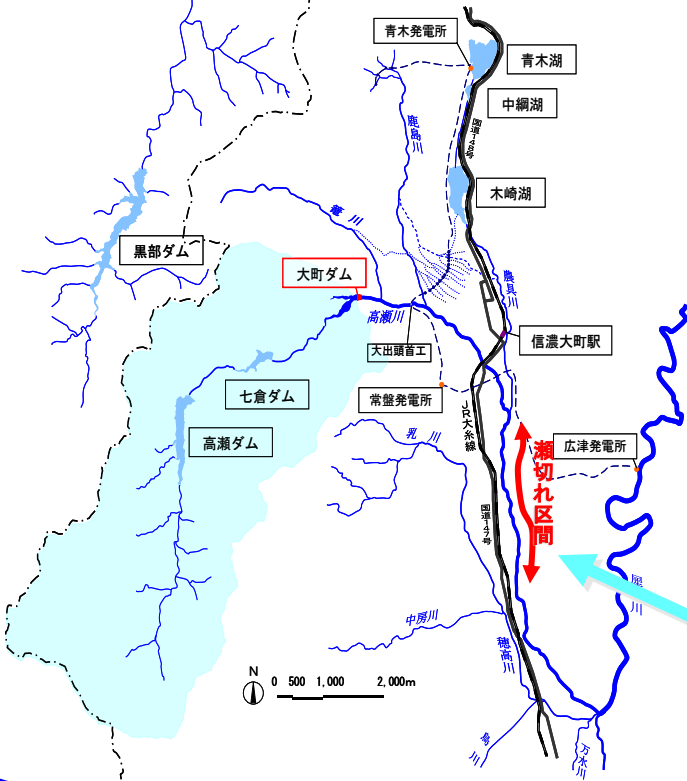 青木発電所
青木湖
中綱湖
国道148号
鹿島川
木崎湖
篭川
黒部ダム
大町ダム
農具川
高瀬川
信濃大町駅
大出頭首工
七倉ダム
常盤発電所
JR大糸線
乳川
高瀬ダム
広津発電所
瀬切れ区間
国道147号
犀川
中房川
穂高川
N
0 500 1,000 2,000m
烏川
万水川